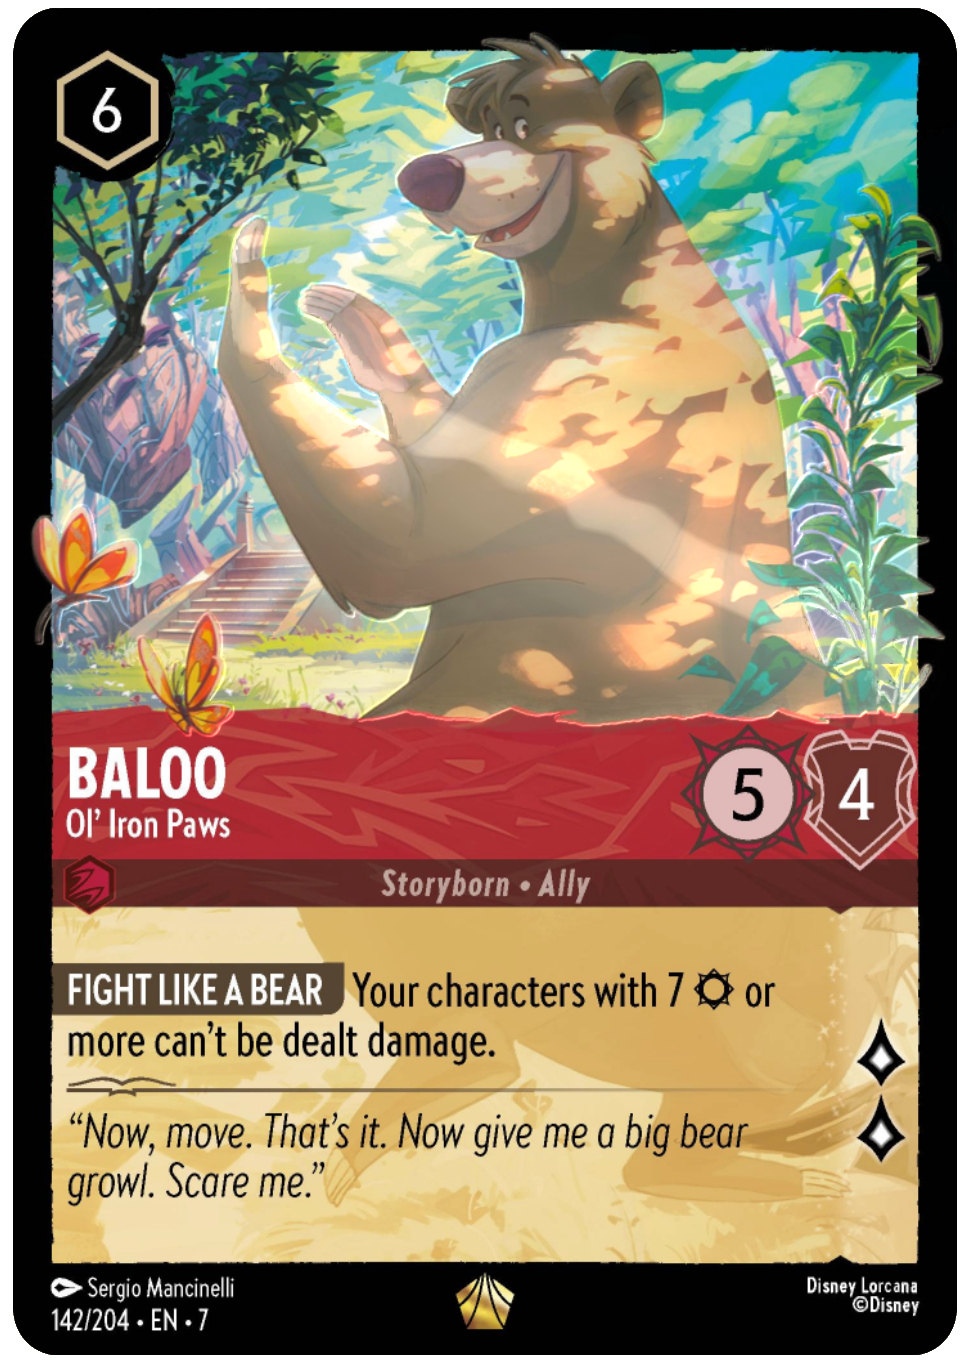 6
BALOO
Ol' Iron Paws
5
4
Storyborn • Ally
FIGHT LIKE A BEAR Your characters with 7 or
more can't be dealt damage.
“Now, move. That's it. Now give me a big bear
growl. Scare me.”
Sergio Mancinelli
142/204 • EN • 7
Disney Lorcana
©Disney